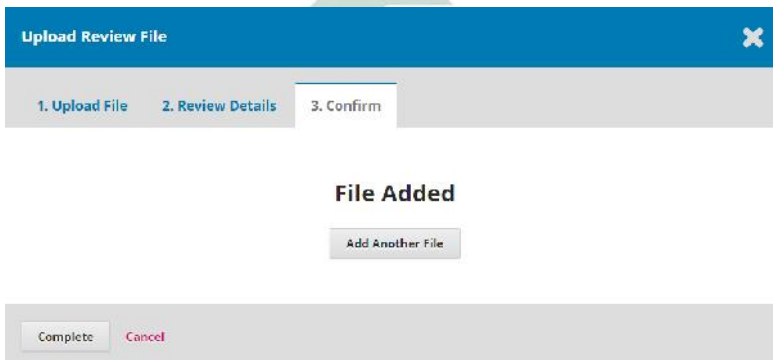 Upload Review File
1. Upload File 2. Review Details 3. Confirm
File Added
Add Another File
Complete Cancel